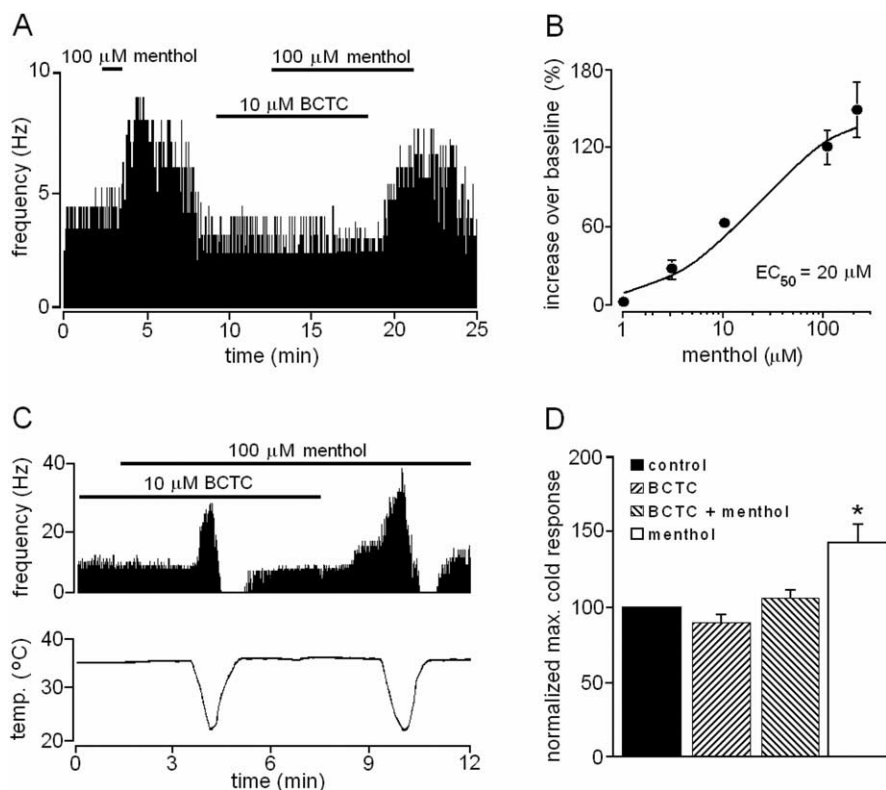 A
100 μM menthol
100 μM menthol
10 μM BCTC
frequency (Hz)
10
5
0
0 5 10 15 20 25
time (min)
B
increase over baseline (%)
180
120
60
0
EC50 = 20 μM
1 10 100
menthol (μM)
C
100 μM menthol
10 μM BCTC
frequency (Hz)
40
20
0
temp. (ºC)
40
30
20
0 3 6 9 12
time (min)
D
normalized max. cold response
200
150
100
50
0
control
BCTC
BCTC + menthol
menthol
*